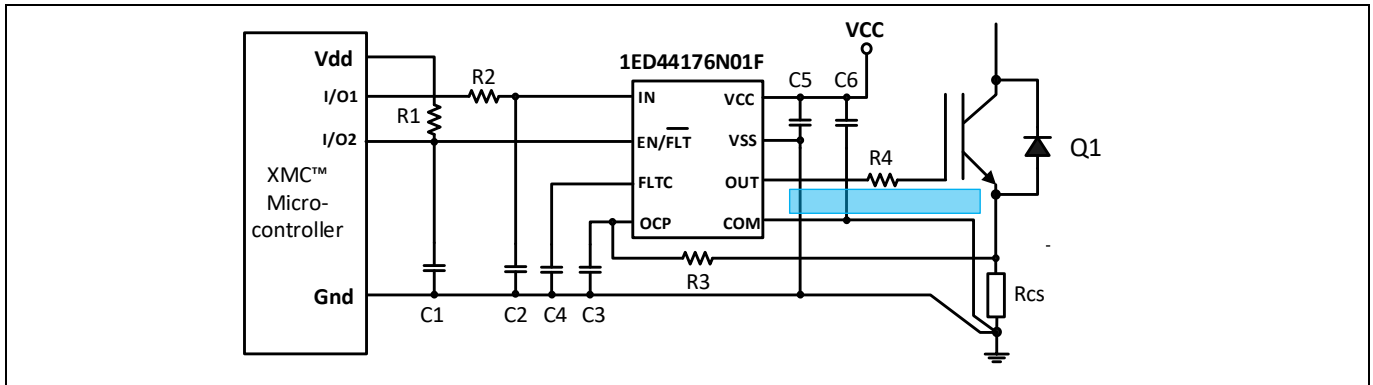 VCC
1ED44176N01F
Vdd
I/O1
R2
R1
I/O2
XMC™
Micro-
controller
Gnd
IN
EN/FLT
FLTC
OCP
VCC
VSS
OUT
COM
C5
C6
R4
Q1
R3
Rcs
C1
C2
C4
C3